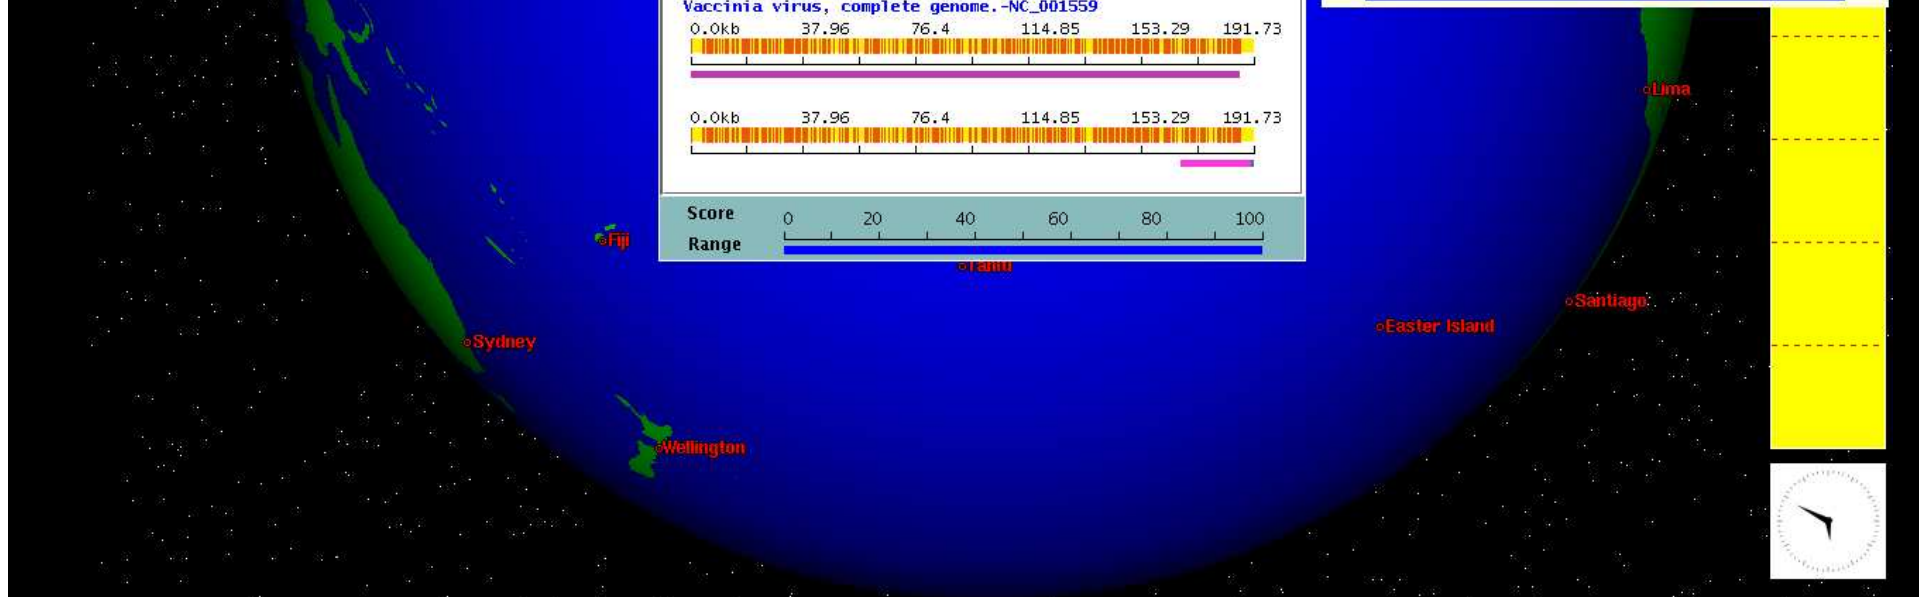 Vaccinia virus, complete genome.-NC_001559
0.0kb 37.96 76.4 114.85 153.29 191.73
0.0kb 37.96 76.4 114.85 153.29 191.73
Score 0 20 40 60 80 100
Range
Lima
Fiji
Tahiti
Santiago
Easter Island
Sydney
Wellington